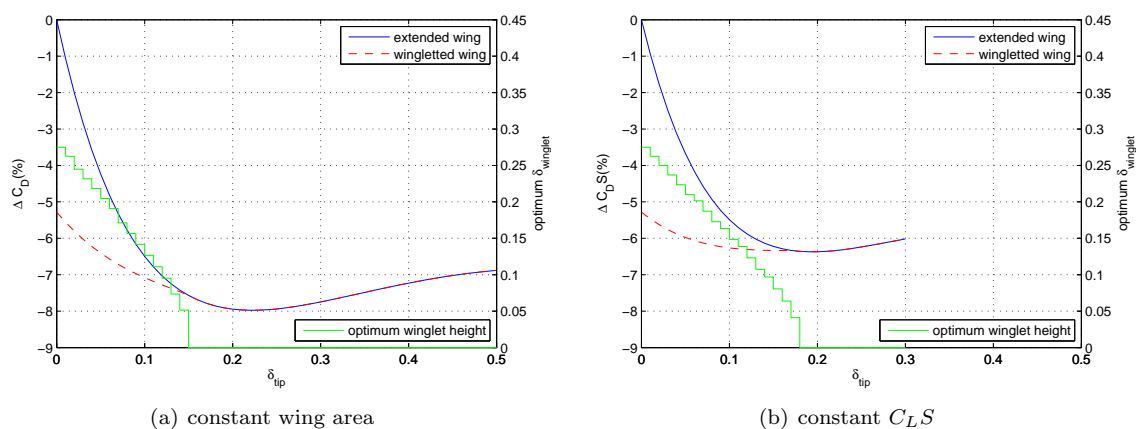 0
-1
-2
-3
-4
-5
-6
-7
-8
-9
Δ C_D(%)
0.45
0.4
0.35
0.3
0.25
0.2
0.15
0.1
0.05
0
optimum δ_winglet
0 0.1 0.2 0.3 0.4 0.5
δ_tip
extended wing
wingletted wing
optimum winglet height
(a) constant wing area
0
-1
-2
-3
-4
-5
-6
-7
-8
-9
Δ C_D S(%)
0.45
0.4
0.35
0.3
0.25
0.2
0.15
0.1
0.05
0
optimum δ_winglet
0 0.1 0.2 0.3 0.4 0.5
δ_tip
extended wing
wingletted wing
optimum winglet height
(b) constant C_L S